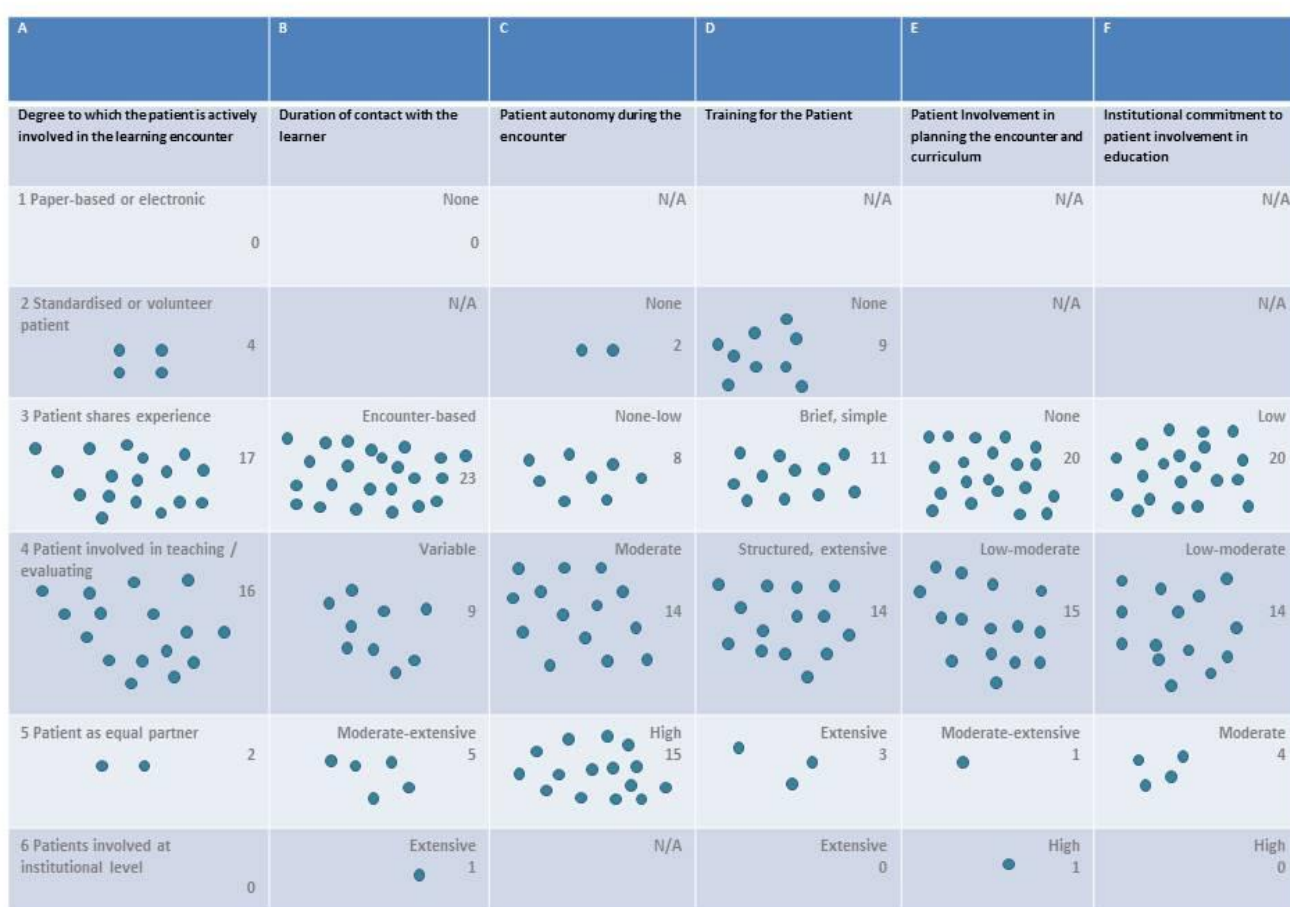 A B C D E F
Degree to which the patient is actively involved in the learning encounter
Duration of contact with the learner
Patient autonomy during the encounter
Training for the Patient
Patient Involvement in planning the encounter and curriculum
Institutional commitment to patient involvement in education
1 Paper-based or electronic
0
None
0
N/A
N/A
N/A
N/A
2 Standardised or volunteer patient
4
N/A
None
2
None
9
N/A
N/A
3 Patient shares experience
17
Encounter-based
23
None-low
8
Brief, simple
11
None
20
Low
20
4 Patient involved in teaching / evaluating
16
Variable
9
Moderate
14
Structured, extensive
14
Low-moderate
15
Low-moderate
14
5 Patient as equal partner
2
Moderate-extensive
5
High
15
Extensive
3
Moderate-extensive
1
Moderate
4
6 Patients involved at institutional level
0
Extensive
1
N/A
Extensive
0
High
1
High
0